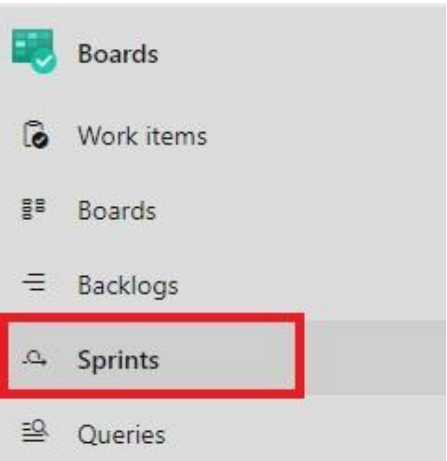 Boards
Work items
Boards
Backlogs
Sprints
Queries